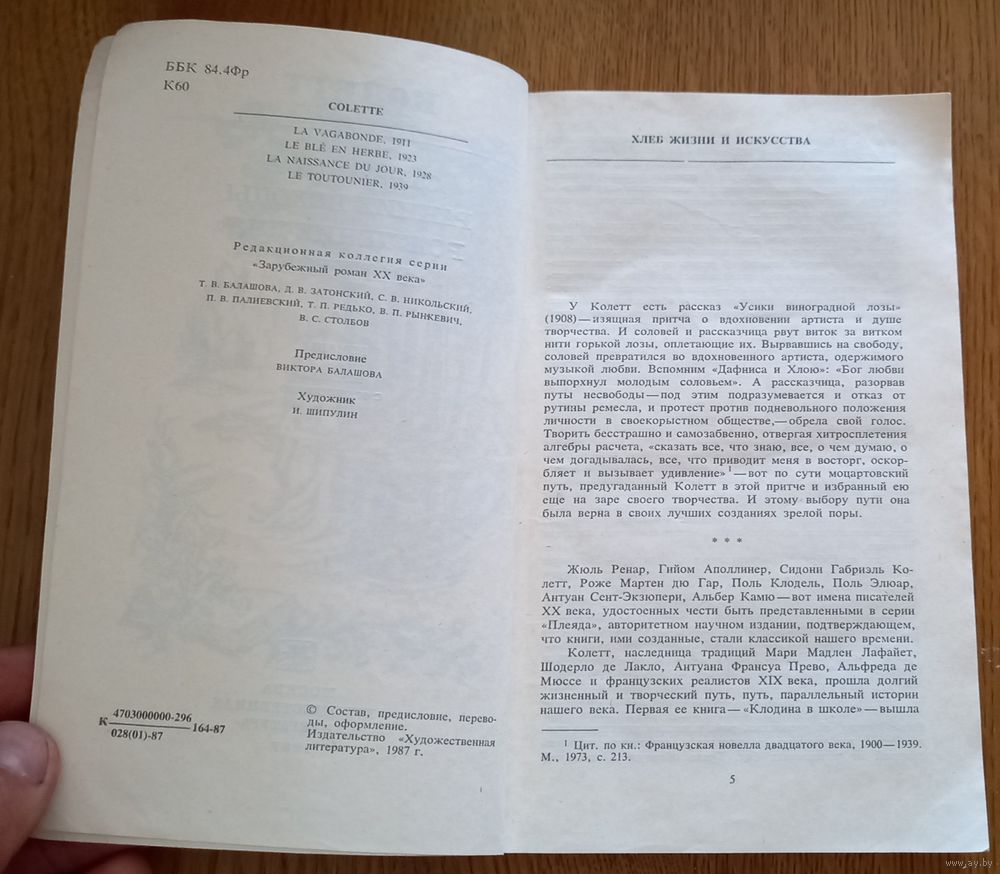 ББК 84.4Фр
К60
COLETTE
LA VAGABONDE, 1911
LE BLÉ EN HERBE, 1923
LA NAISSANCE DU JOUR, 1928
LE TOUTOUNIER, 1939
Редакционная коллегия серии
«Зарубежный роман XX века»
Т. В. БАЛАШОВА, Д. В. ЗАТОНСКИЙ, С. В. НИКОЛЬСКИЙ,
П. В. ПАЛИЕВСКИЙ, Т. П. РЕДЬКО, В. П. РЫНКЕВИЧ,
В. С. СТОЛБОВ
Предисловие
ВИКТОРА БАЛАШОВА
Художник
И. ШИПУЛИН
К 4703000000-296 164-87
028(01)-87
© Состав, предисловие, перево-
ды, оформление.
Издательство «Художественная
литература», 1987 г.
ХЛЕБ ЖИЗНИ И ИСКУССТВА
У Колетт есть рассказ «Усики виноградной лозы»
(1908)—изящная притча о вдохновении артиста и душе
творчества. И соловей и рассказчица рвут виток за витком
нити горькой лозы, оплетающие их. Вырвавшись на свободу,
соловей превратился во вдохновенного артиста, одержимого
музыкой любви. Вспомним «Дафниса и Хлою»: «Бог любви
выпорхнул молодым соловьем». А рассказчица, разорвав
путы несвободы—под этим подразумевается и отказ от
рутины ремесла, и протест против подневольного положения
личности в своекорыстном обществе,—обрела свой голос.
Творить бесстрашно и самозабвенно, отвергая хитросплетения
алгебры расчета, «сказать все, что знаю, все, о чем думаю, о
чем догадывалась, все, что приводит меня в восторг, оскор-
бляет и вызывает удивление»1—вот по сути моцартовский
путь, предугаданный Колетт в этой притче и избранный ею
еще на заре своего творчества. И этому выбору пути она
была верна в своих лучших созданиях зрелой поры.
* * *
Жюль Ренар, Гийом Аполлинер, Сидони Габриэль Ко-
летт, Роже Мартен дю Гар, Поль Клодель, Поль Элюар,
Антуан Сент-Экзюпери, Альбер Камю—вот имена писателей
XX века, удостоенных чести быть представленными в серии
«Плеяда», авторитетном научном издании, подтверждающем,
что книги, ими созданные, стали классикой нашего времени.
Колетт, наследница традиций Мари Мадлен Лафайет,
Шодерло де Лакло, Антуана Франсуа Прево, Альфреда де
Мюссе и французских реалистов XIX века, прошла долгий
жизненный и творческий путь, путь, параллельный истории
нашего века. Первая ее книга—«Клодина в школе»—вышла
1 Цит. по кн.: Французская новелла двадцатого века, 1900—1939.
М., 1973, с. 213.
5
www.ay.by